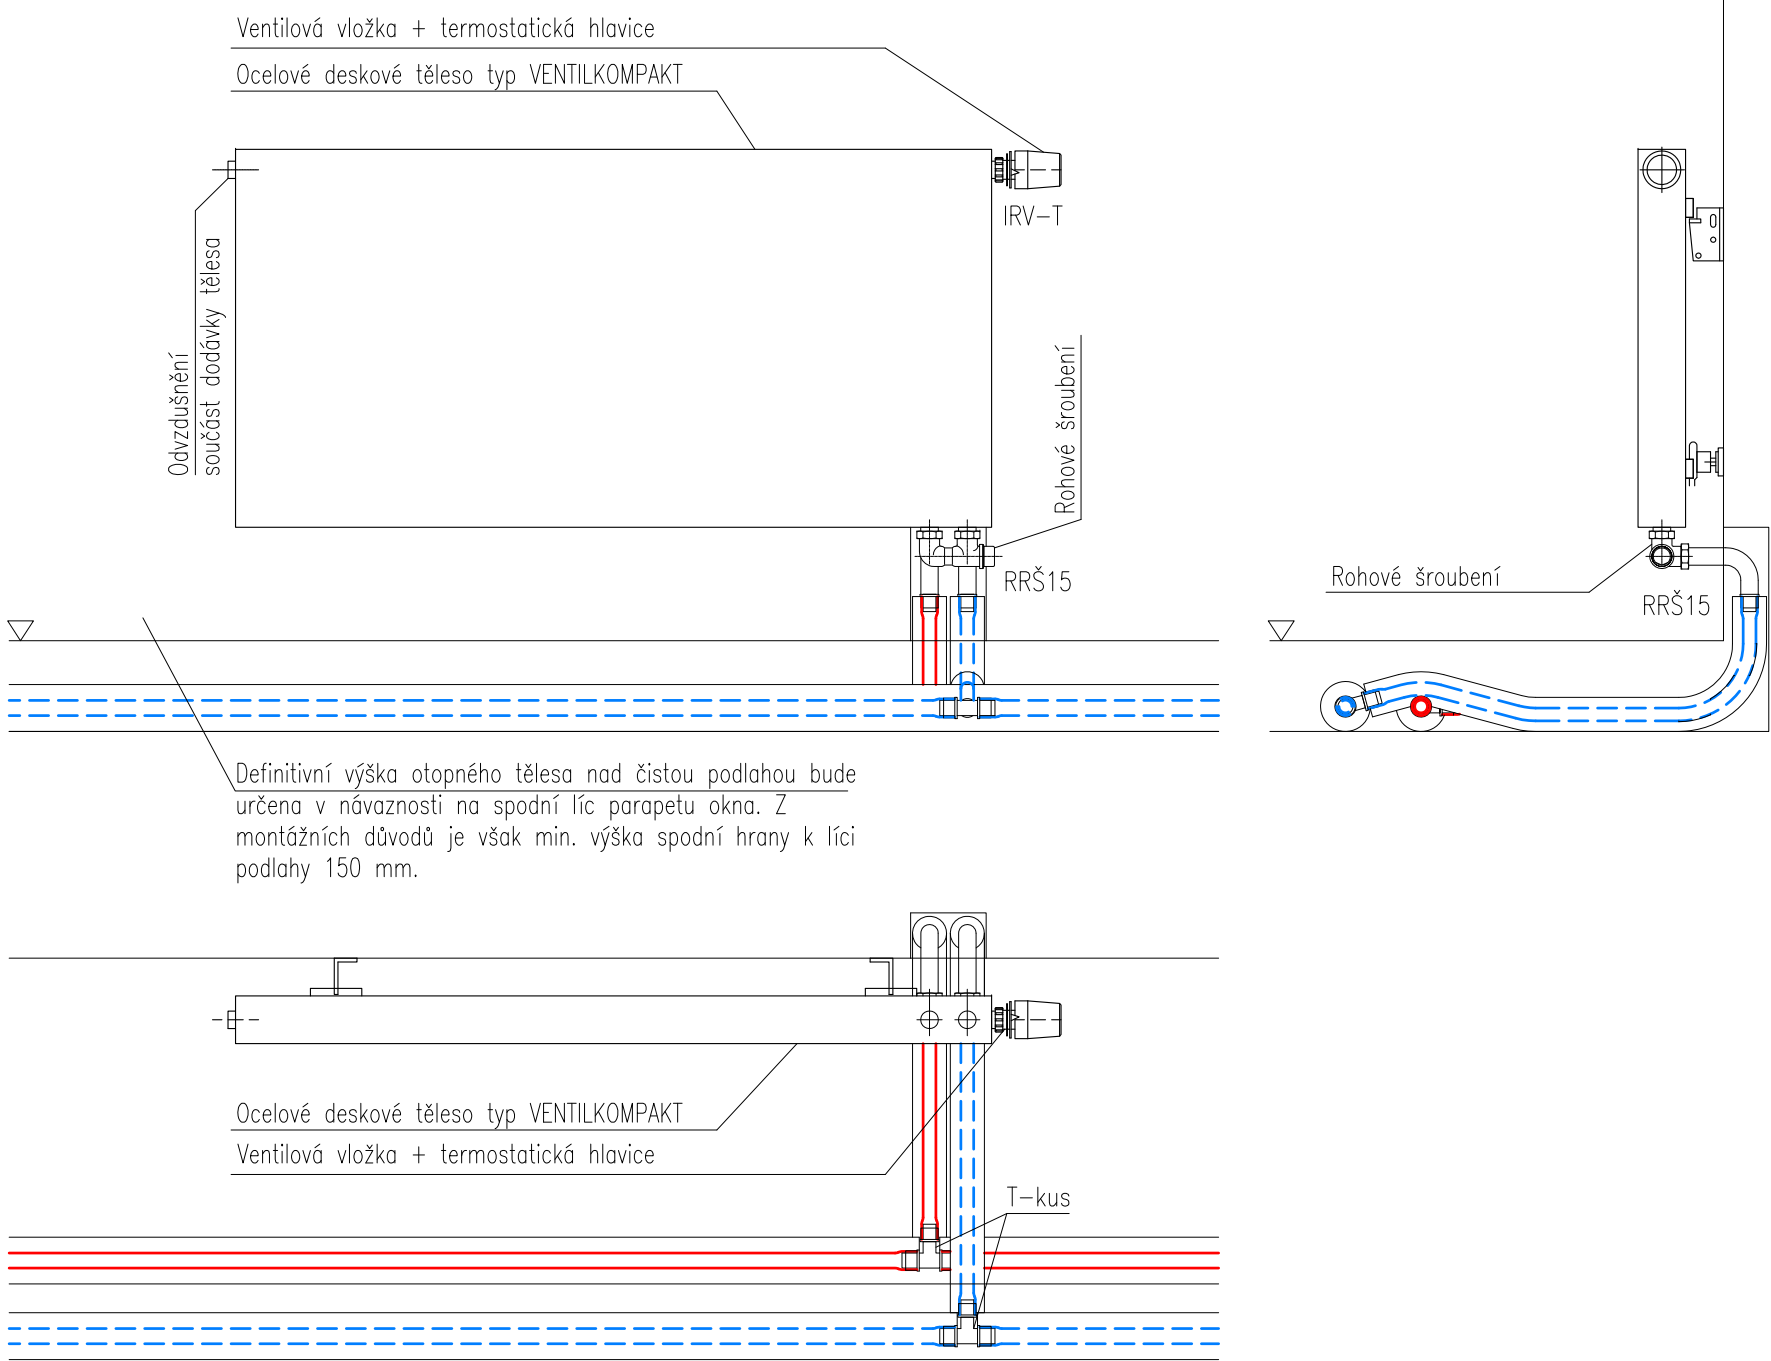 Ventilová vložka + termostatická hlavice
Ocelové deskové těleso typ VENTILKOMPAKT
IRV-T
Odvzdušnění
součást dodávky tělesa
Rohové šroubení
RRŠ15
Rohové šroubení
RRŠ15
Definitivní výška otopného tělesa nad čistou podlahou bude
určena v návaznosti na spodní líc parapetu okna. Z
montážních důvodů je však min. výška spodní hrany k líci
podlahy 150 mm.
Ocelové deskové těleso typ VENTILKOMPAKT
Ventilová vložka + termostatická hlavice
T-kus